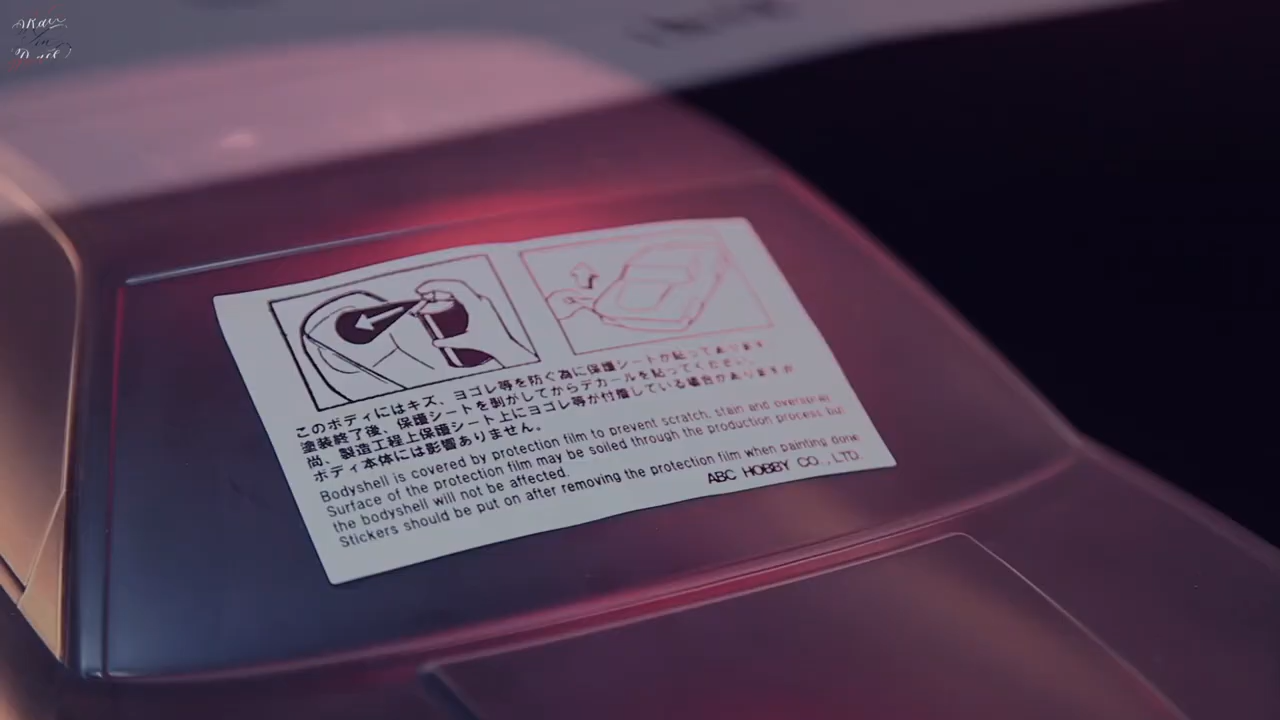 このボディにはキズ、ヨゴレ等を防ぐ為に保護シートが貼ってあります
塗装終了後、保護シートを剥がしてからデカールを貼ってください。
尚、製造工程上保護シート上にヨゴレ等が付着している場合がありますが
ボディ本体には影響ありません。
Bodyshell is covered by protection film to prevent scratch, stain and overspray
Surface of the protection film may be soiled through the production process but
the bodyshell will not be affected.
Stickers should be put on after removing the protection film when painting done
ABC HOBBY CO., LTD.